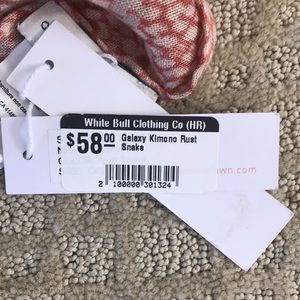 White Bull Clothing Co (HR)
$58.00
Galaxy Kimono Rust
Snake
2 100000 301324